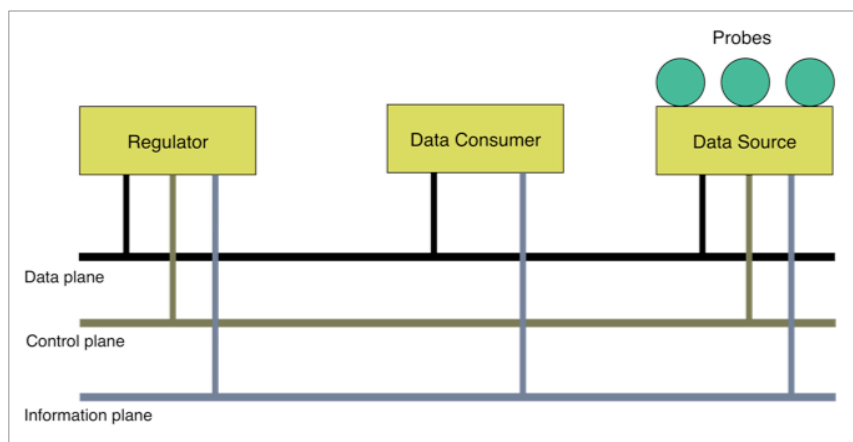 Probes
Regulator
Data Consumer
Data Source
Data plane
Control plane
Information plane